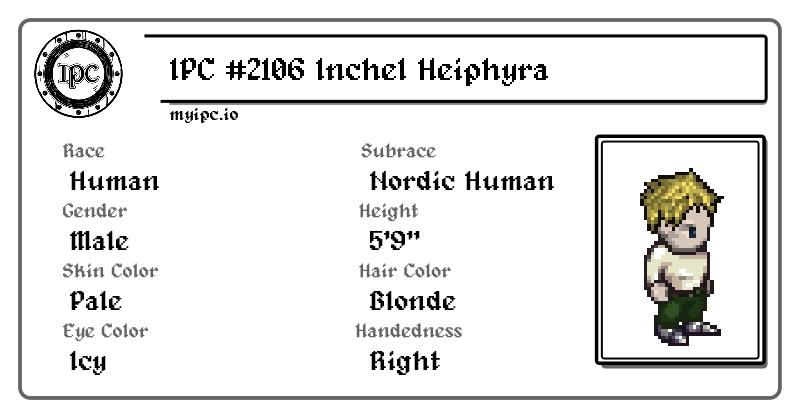 IPC
IPC #2106 Inchel Heiphyra
myipc.io
Race
Human
Subrace
Nordic Human
Gender
Male
Height
5'9"
Skin Color
Pale
Hair Color
Blonde
Eye Color
Icy
Handedness
Right